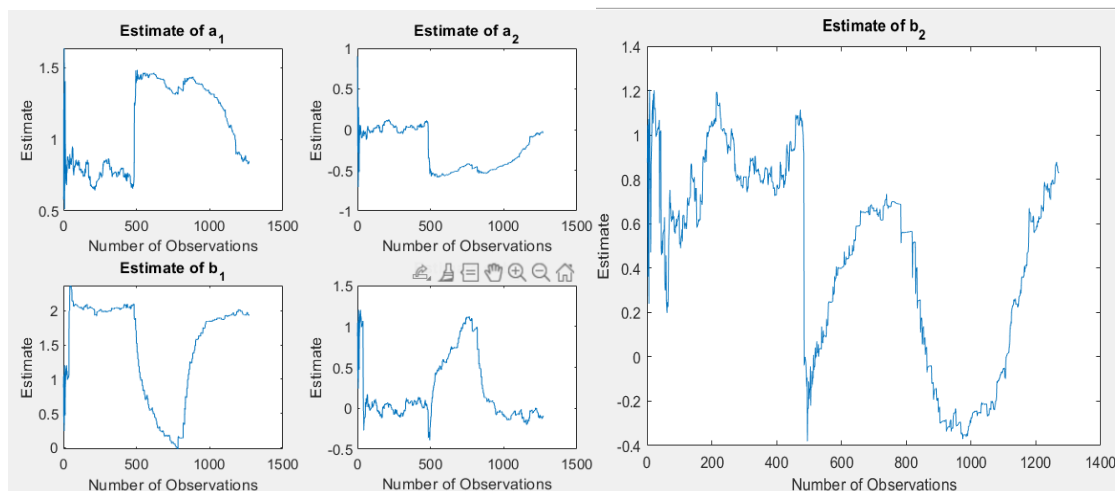 Estimate of a1
Estimate
1.5
1
0.5
0 500 1000 1500
Number of Observations
Estimate of a2
Estimate
1
0.5
0
-0.5
-1
0 500 1000 1500
Number of Observations
Estimate of b1
Estimate
2
1.5
1
0.5
0
0 500 1000 1500
Number of Observations
Estimate
1.5
1
0.5
0
-0.5
0 500 1000 1500
Number of Observations
Estimate of b2
Estimate
1.4
1.2
1
0.8
0.6
0.4
0.2
0
-0.2
-0.4
0 200 400 600 800 1000 1200 1400
Number of Observations